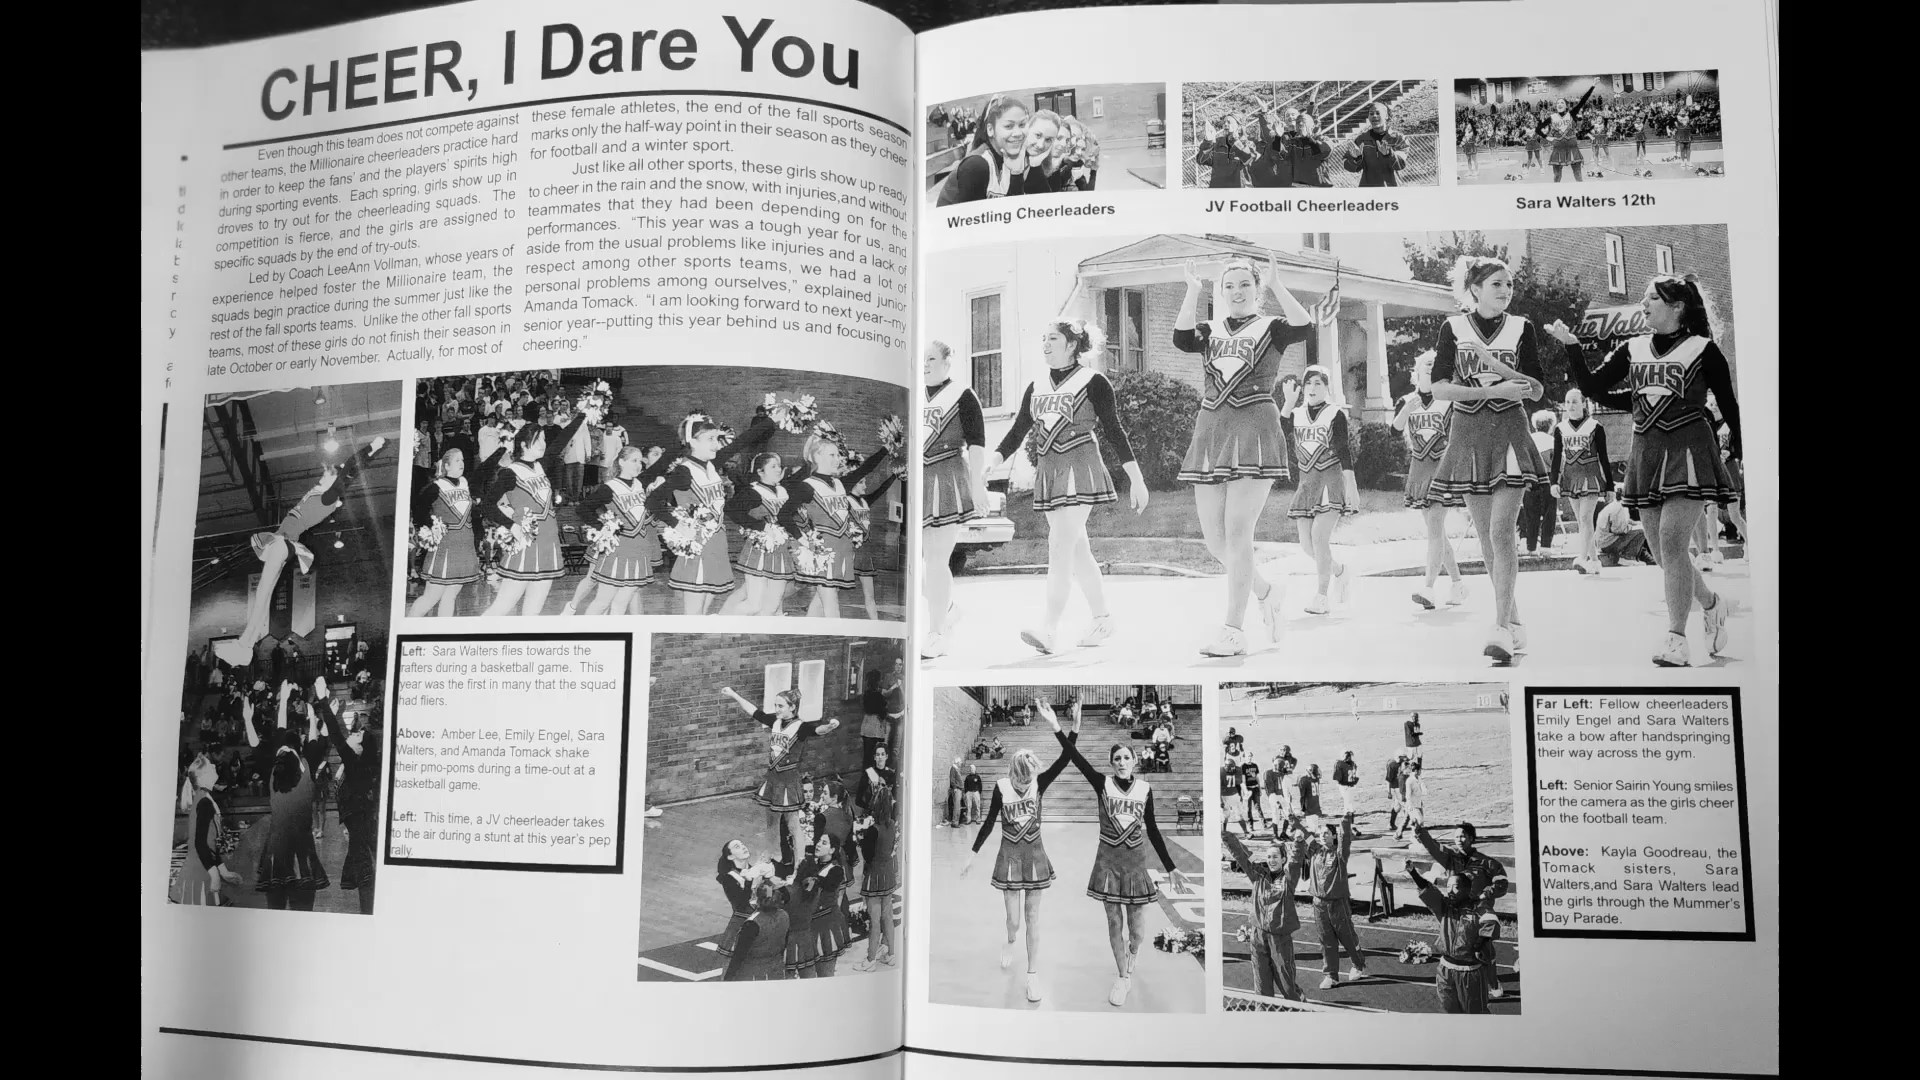 CHEER, I Dare You
Even though this team does not compete against
other teams, the Millionaire cheerleaders practice hard
in order to keep the fans' and the players' spirits high
during sporting events. Each spring, girls show up in
droves to try out for the cheerleading squads. The
competition is fierce, and the girls are assigned to
specific squads by the end of try-outs.
Led by Coach LeeAnn Vollman, whose years of
experience helped foster the Millionaire team, the
squads begin practice during the summer just like the
rest of the fall sports teams. Unlike the other fall sports
teams, most of these girls do not finish their season in
late October or early November. Actually, for most of
these female athletes, the end of the fall sports season
marks only the half-way point in their season as they cheer
for football and a winter sport.
Just like all other sports, these girls show up ready
to cheer in the rain and the snow, with injuries,and without
teammates that they had been depending on for the
performances. "This year was a tough year for us, and
aside from the usual problems like injuries and a lack of
respect among other sports teams, we had a lot of
personal problems among ourselves," explained junior
Amanda Tomack. "I am looking forward to next year--my
senior year--putting this year behind us and focusing on
cheering."
Left: Sara Walters flies towards the
rafters during a basketball game. This
year was the first in many that the squad
had fliers.
Above: Amber Lee, Emily Engel, Sara
Walters, and Amanda Tomack shake
their pmo-poms during a time-out at a
basketball game.
Left: This time, a JV cheerleader takes
to the air during a stunt at this year's pep
rally.
Wrestling Cheerleaders
JV Football Cheerleaders
Sara Walters 12th
WHS
WHS
WHS
WHS
WHS
WHS
WHS
Far Left: Fellow cheerleaders
Emily Engel and Sara Walters
take a bow after handspringing
their way across the gym.
Left: Senior Sairin Young smiles
for the camera as the girls cheer
on the football team.
Above: Kayla Goodreau, the
Tomack sisters, Sara
Walters,and Sara Walters lead
the girls through the Mummer's
Day Parade.